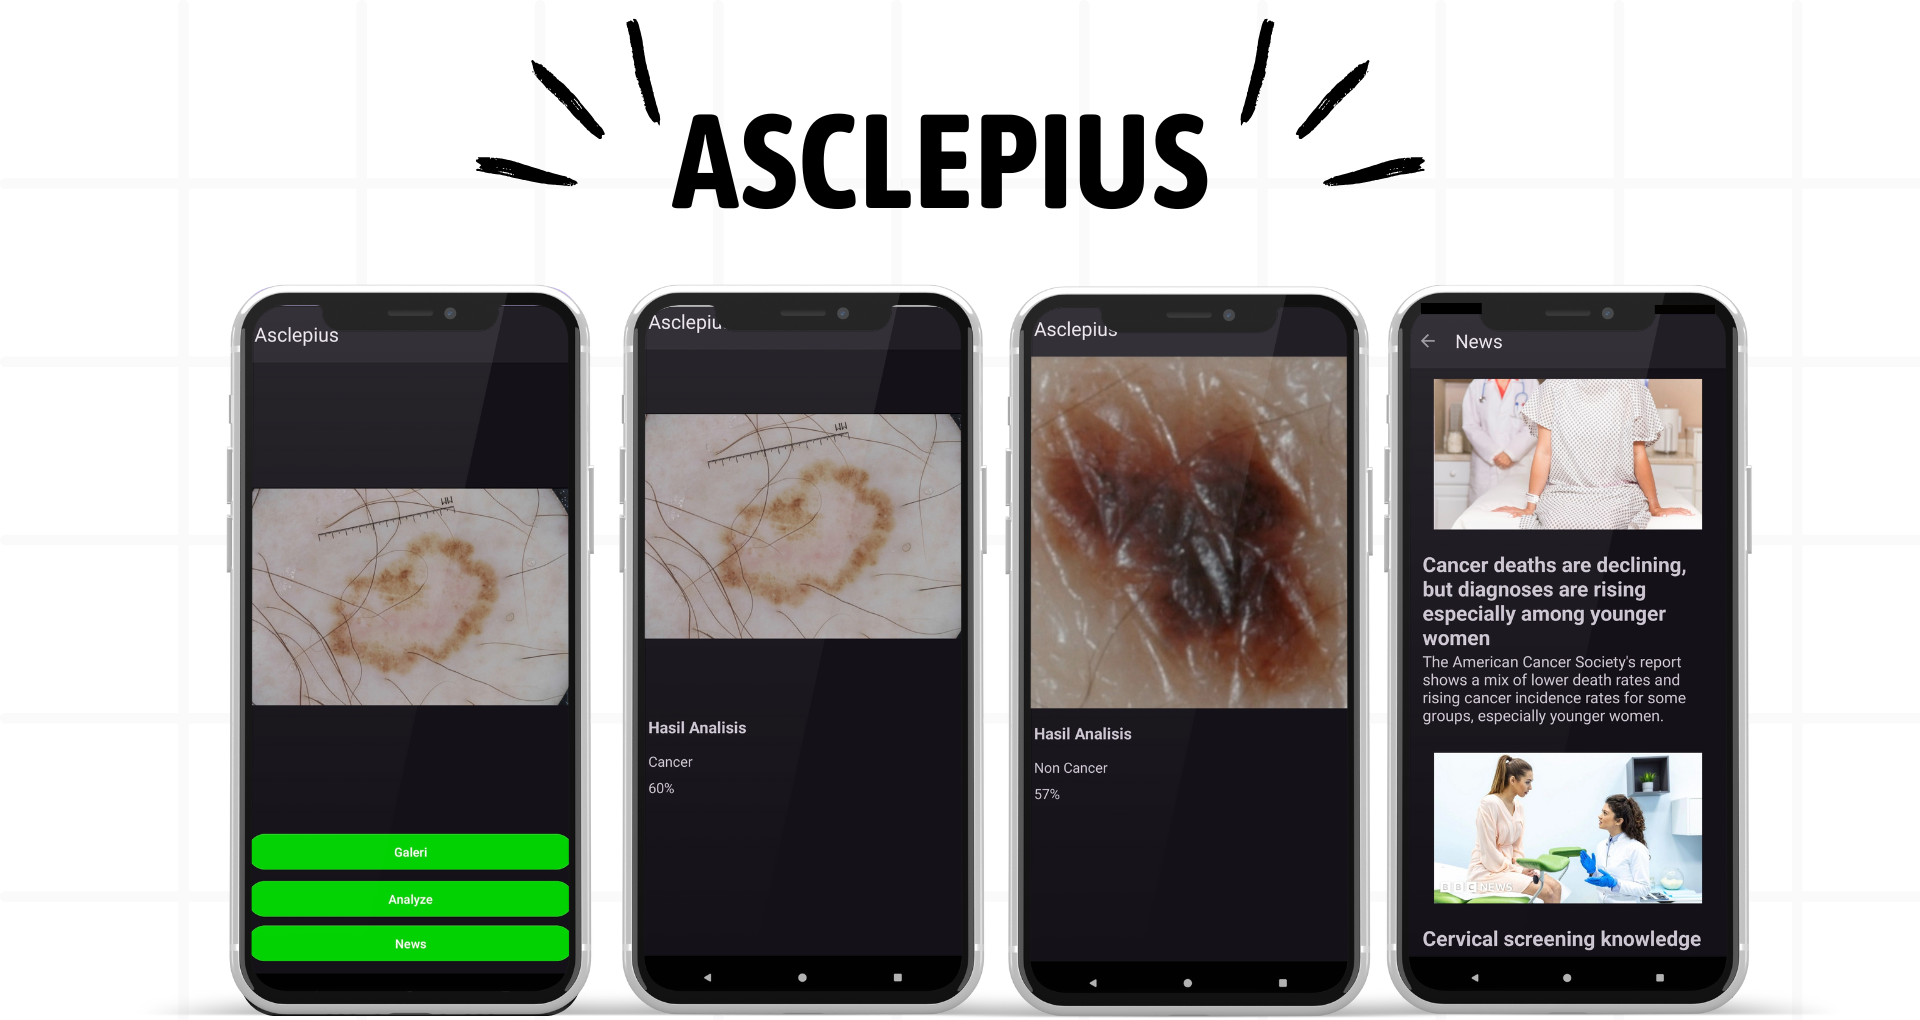 ASCLEPIUS
Asclepius
MM
Galeri
Analyze
News
Asclepiu
MM
Hasil Analisis
Cancer
60%
Asclepius
Hasil Analisis
Non Cancer
57%
News
Cancer deaths are declining,
but diagnoses are rising
especially among younger
women
The American Cancer Society's report
shows a mix of lower death rates and
rising cancer incidence rates for some
groups, especially younger women.
BBC NEWS
Cervical screening knowledge